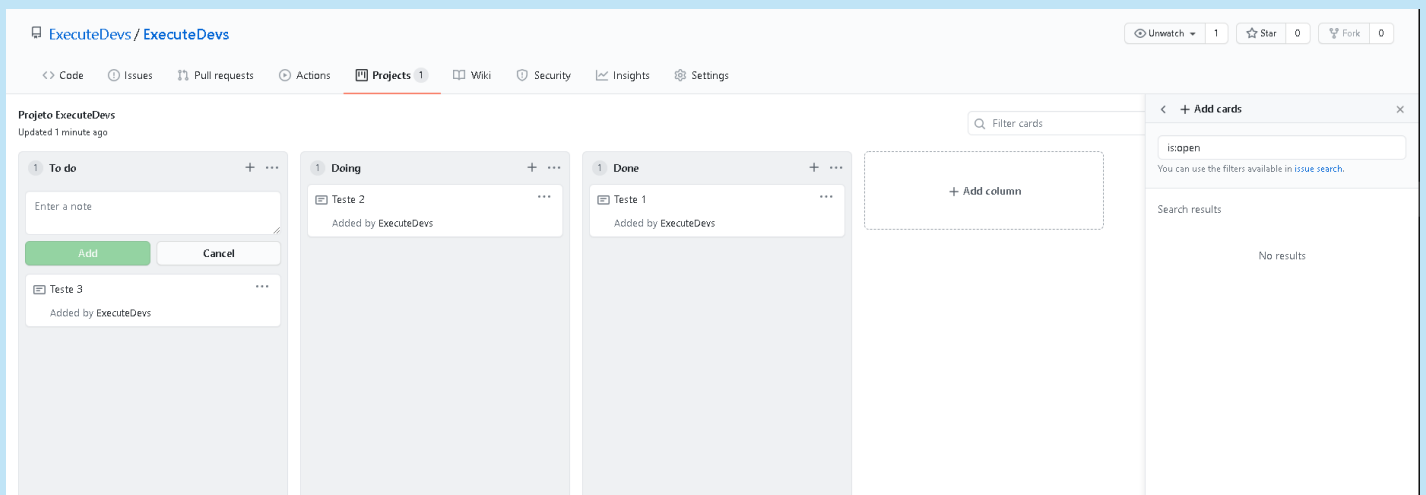 ExecuteDevs / ExecuteDevs
Unwatch 1 Star 0 Fork 0
Code Issues Pull requests Actions Projects 1 Wiki Security Insights Settings
Projeto ExecuteDevs
Updated 1 minute ago
Filter cards
1 To do
Enter a note
Add Cancel
Teste 3
Added by ExecuteDevs
1 Doing
Teste 2
Added by ExecuteDevs
1 Done
Teste 1
Added by ExecuteDevs
+ Add column
+ Add cards
is:open
You can use the filters available in issue search.
Search results
No results